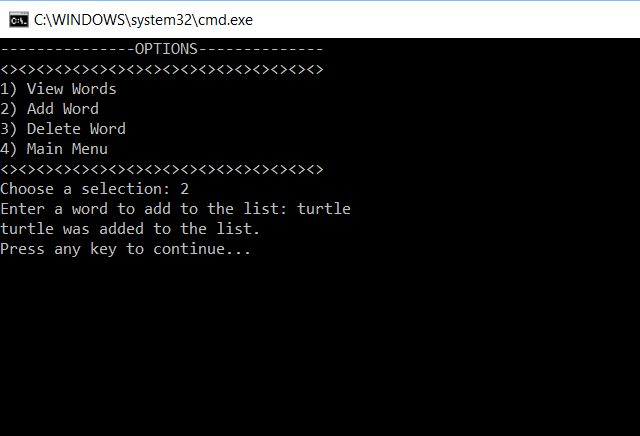 C:\WINDOWS\system32\cmd.exe
---------------OPTIONS--------------
<><><><><><><><><><><><><><><><><><>
1) View Words
2) Add Word
3) Delete Word
4) Main Menu
<><><><><><><><><><><><><><><><><><>
Choose a selection: 2
Enter a word to add to the list: turtle
turtle was added to the list.
Press any key to continue...